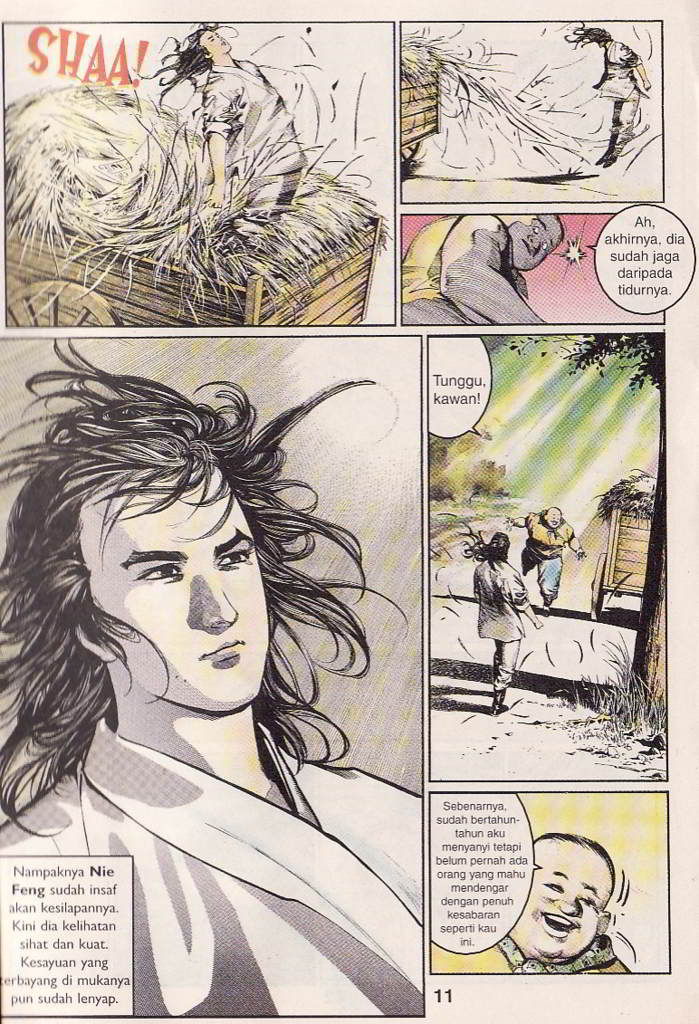 SHAA!
Ah,
akhirnya, dia
sudah jaga
daripada
tidurnya.
Tunggu,
kawan!
Nampaknya Nie
Feng sudah insaf
akan kesilapannya.
Kini dia kelihatan
sihat dan kuat.
Kesayuan yang
terbayang di mukanya
pun sudah lenyap.
Sebenarnya,
sudah bertahun-
tahun aku
menyanyi tetapi
belum pernah ada
orang yang mahu
mendengar
dengan penuh
kesabaran
seperti kau
ini.
11